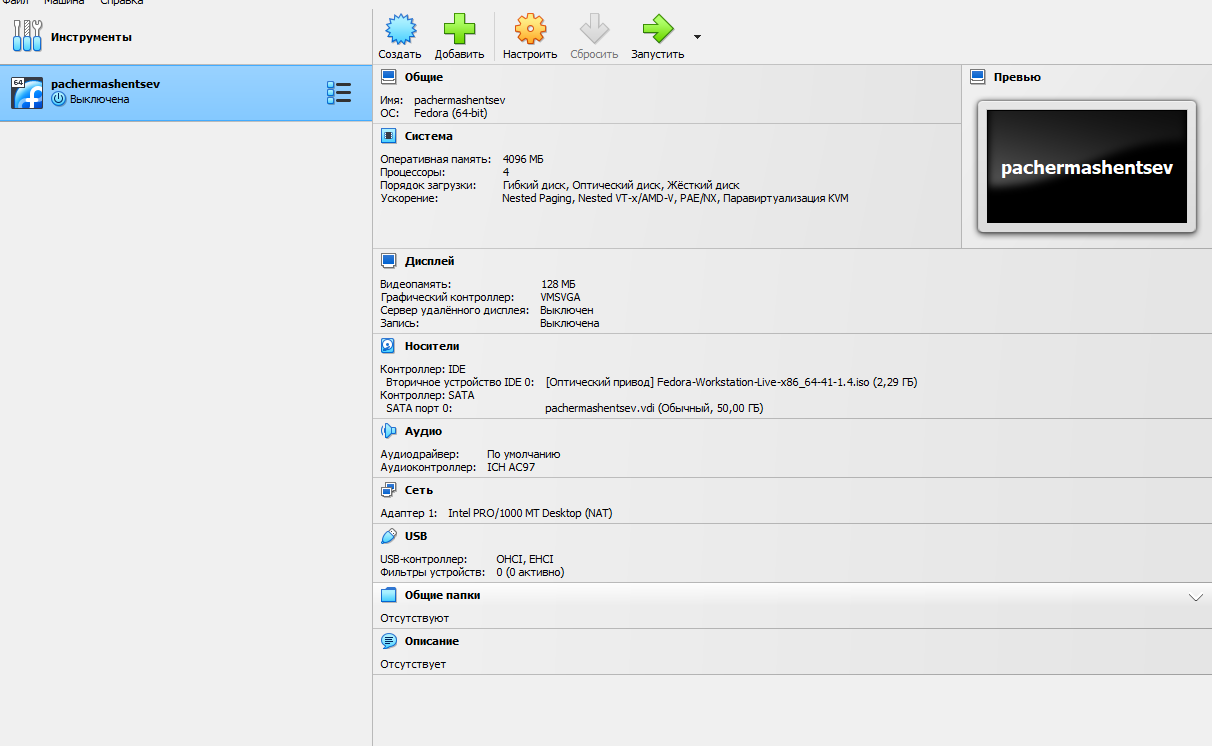 Файл Машина Справка
Инструменты
64
pachermashentsev
Выключена
Создать Добавить Настроить Сбросить Запустить
Общие
Имя: pachermashentsev
ОС: Fedora (64-bit)
Превью
pachermashentsev
Система
Оперативная память: 4096 МБ
Процессоры: 4
Порядок загрузки: Гибкий диск, Оптический диск, Жёсткий диск
Ускорение: Nested Paging, Nested VT-x/AMD-V, PAE/NX, Паравиртуализация KVM
Дисплей
Видеопамять: 128 МБ
Графический контроллер: VMSVGA
Сервер удалённого дисплея: Выключен
Запись: Выключена
Носители
Контроллер: IDE
Вторичное устройство IDE 0: [Оптический привод] Fedora-Workstation-Live-x86_64-41-1.4.iso (2,29 ГБ)
Контроллер: SATA
SATA порт 0: pachermashentsev.vdi (Обычный, 50,00 ГБ)
Аудио
Аудиодрайвер: По умолчанию
Аудиоконтроллер: ICH AC97
Сеть
Адаптер 1: Intel PRO/1000 MT Desktop (NAT)
USB
USB-контроллер: OHCI, EHCI
Фильтры устройств: 0 (0 активно)
Общие папки
Отсутствуют
Описание
Отсутствует